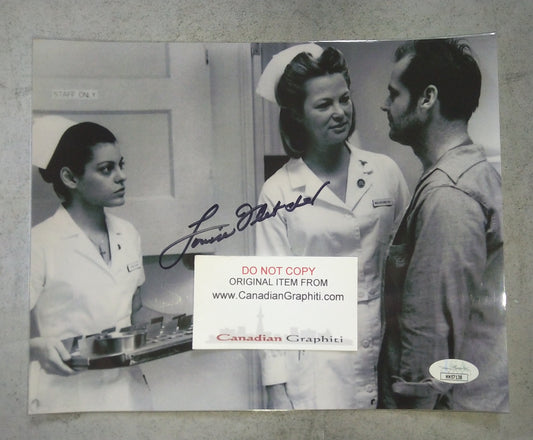 STAFF ONLY
Louise Fletcher
DO NOT COPY
ORIGINAL ITEM FROM
www.CanadianGraphiti.com
Canadian Graphiti